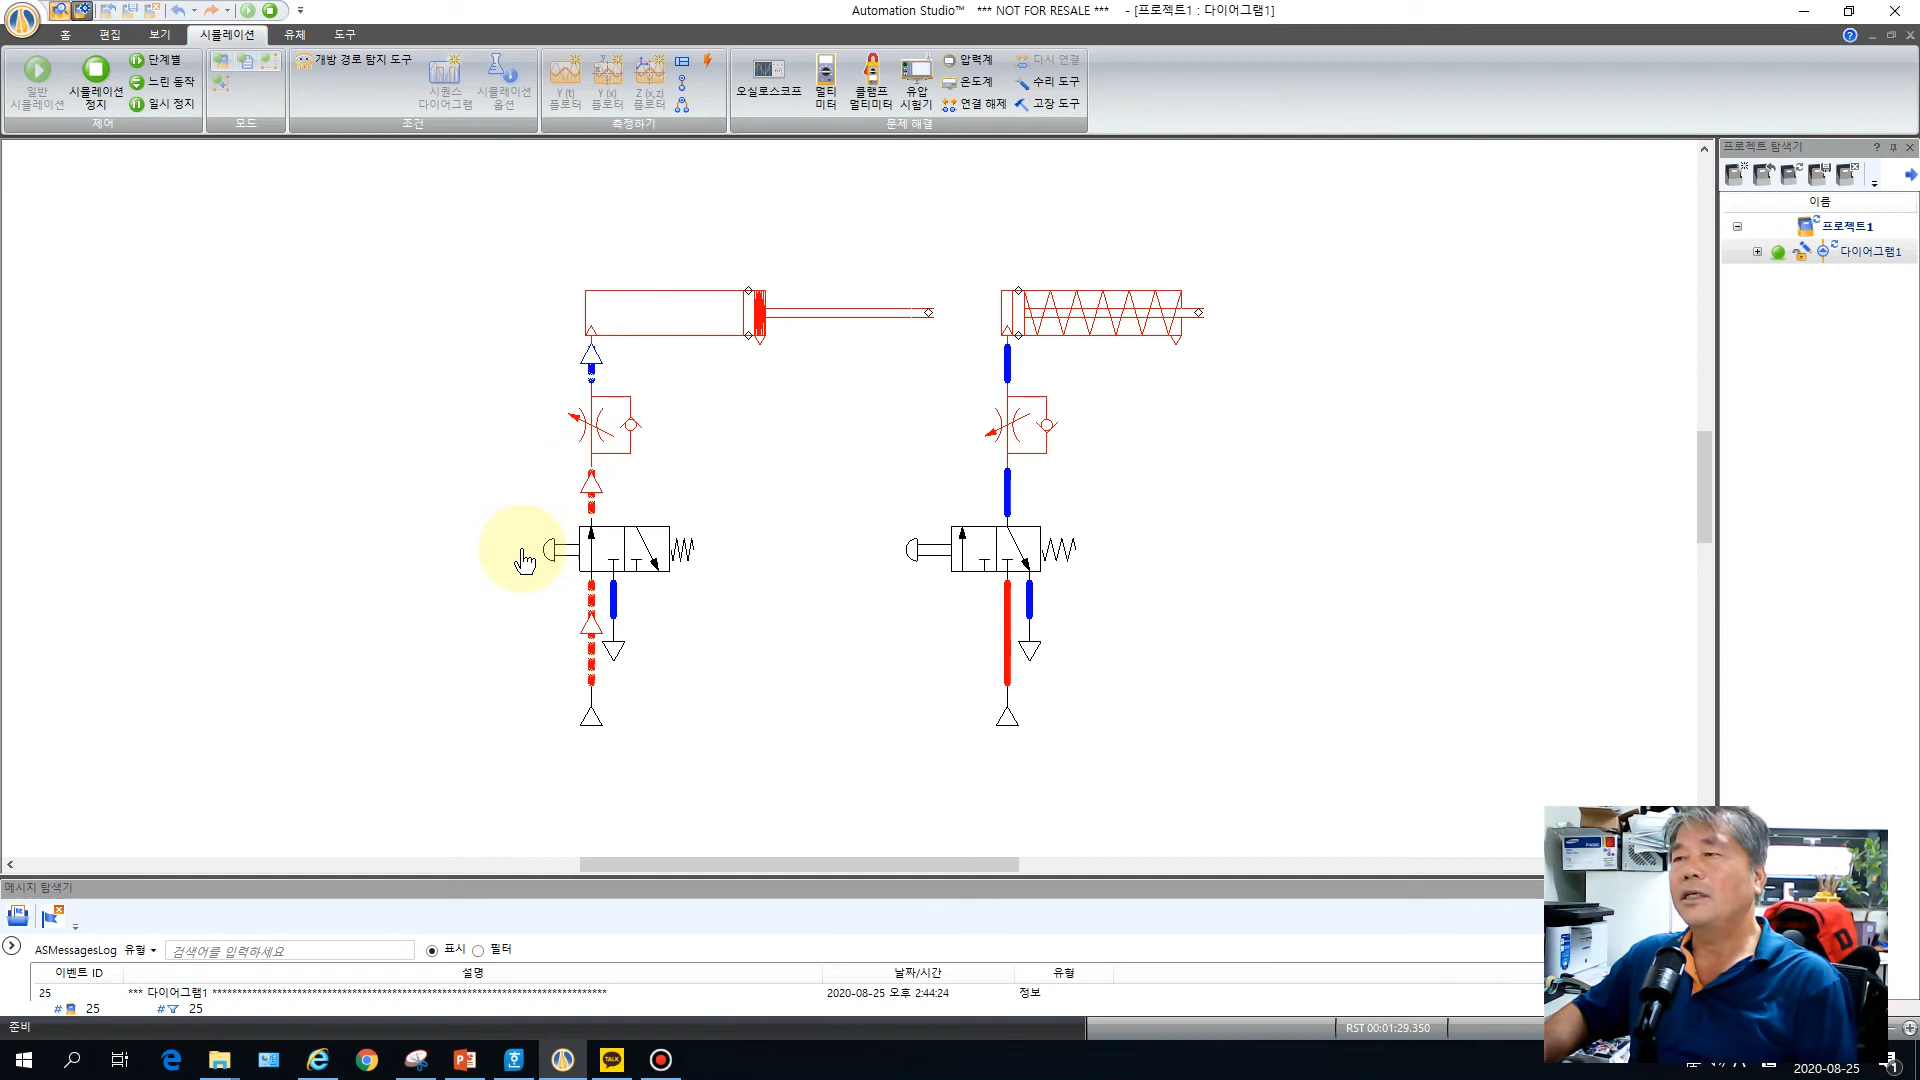 Automation Studio™ *** NOT FOR RESALE *** - [프로젝트1 : 다이어그램1]
홈 편집 보기 시뮬레이션 유체 도구
일반 시뮬레이션
시뮬레이션 정지
단계별
느린 동작
일시 정지
제어
모드
개방 경로 탐지 도구
시퀀스 다이어그램
시뮬레이션 옵션
조건
Y(t) 플로터
Y(x) 플로터
Z(x,z) 플로터
측정하기
오실로스코프
멀티 미터
클램프 멀티미터
유압 시험기
압력계
온도계
연결 해제
다시 연결
수리 도구
고장 도구
문제 해결
프로젝트 탐색기
이름
프로젝트1
다이어그램1
메시지 탐색기
ASMessagesLog 유형 검색어를 입력하세요 표시 필터
이벤트 ID 설명 날짜/시간 유형
25 *** 다이어그램1 ******************************************************************************* 2020-08-25 오후 2:44:24 정보
# 25 # 25
준비 RST 00:01:29.350
TALK
2020-08-25
1